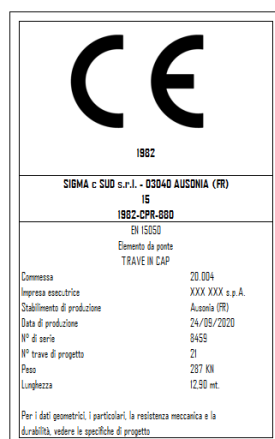 CE
1982
SIGMA c SUD s.r.l. - 03040 AUSONIA (FR)
15
1982-CPR-880
EN 15050
Elemento da ponte
TRAVE IN CAP
Commessa 20.004
Impresa esecutrice XXX XXX s.p.A.
Stabilimento di produzione Ausonia (FR)
Data di produzione 24/09/2020
N° di serie 8459
N° trave di progetto 21
Peso 287 KN
Lunghezza 12,90 mt.
Per i dati geometrici, i particolari, la resistenza meccanica e la
durabilità, vedere le specifiche di progetto